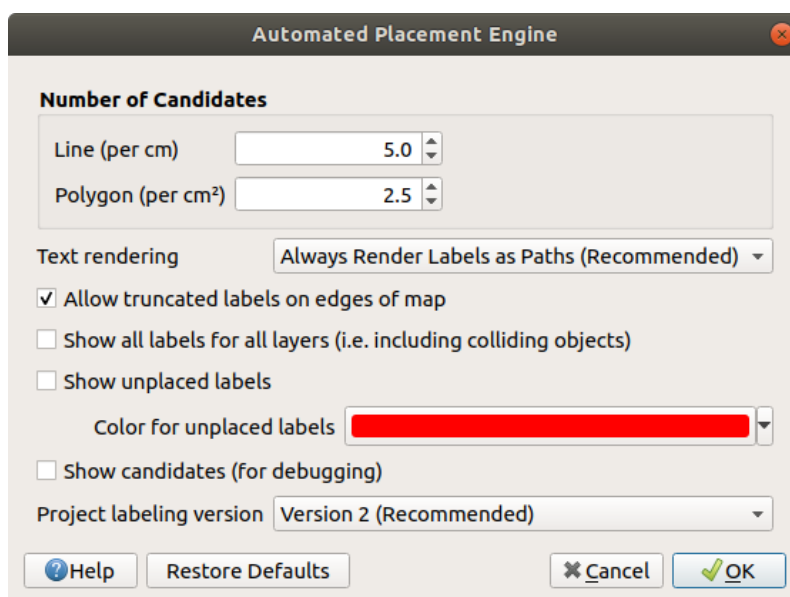 Automated Placement Engine
Number of Candidates
Line (per cm) 5.0
Polygon (per cm²) 2.5
Text rendering Always Render Labels as Paths (Recommended)
Allow truncated labels on edges of map
Show all labels for all layers (i.e. including colliding objects)
Show unplaced labels
Color for unplaced labels
Show candidates (for debugging)
Project labeling version Version 2 (Recommended)
Help Restore Defaults Cancel OK